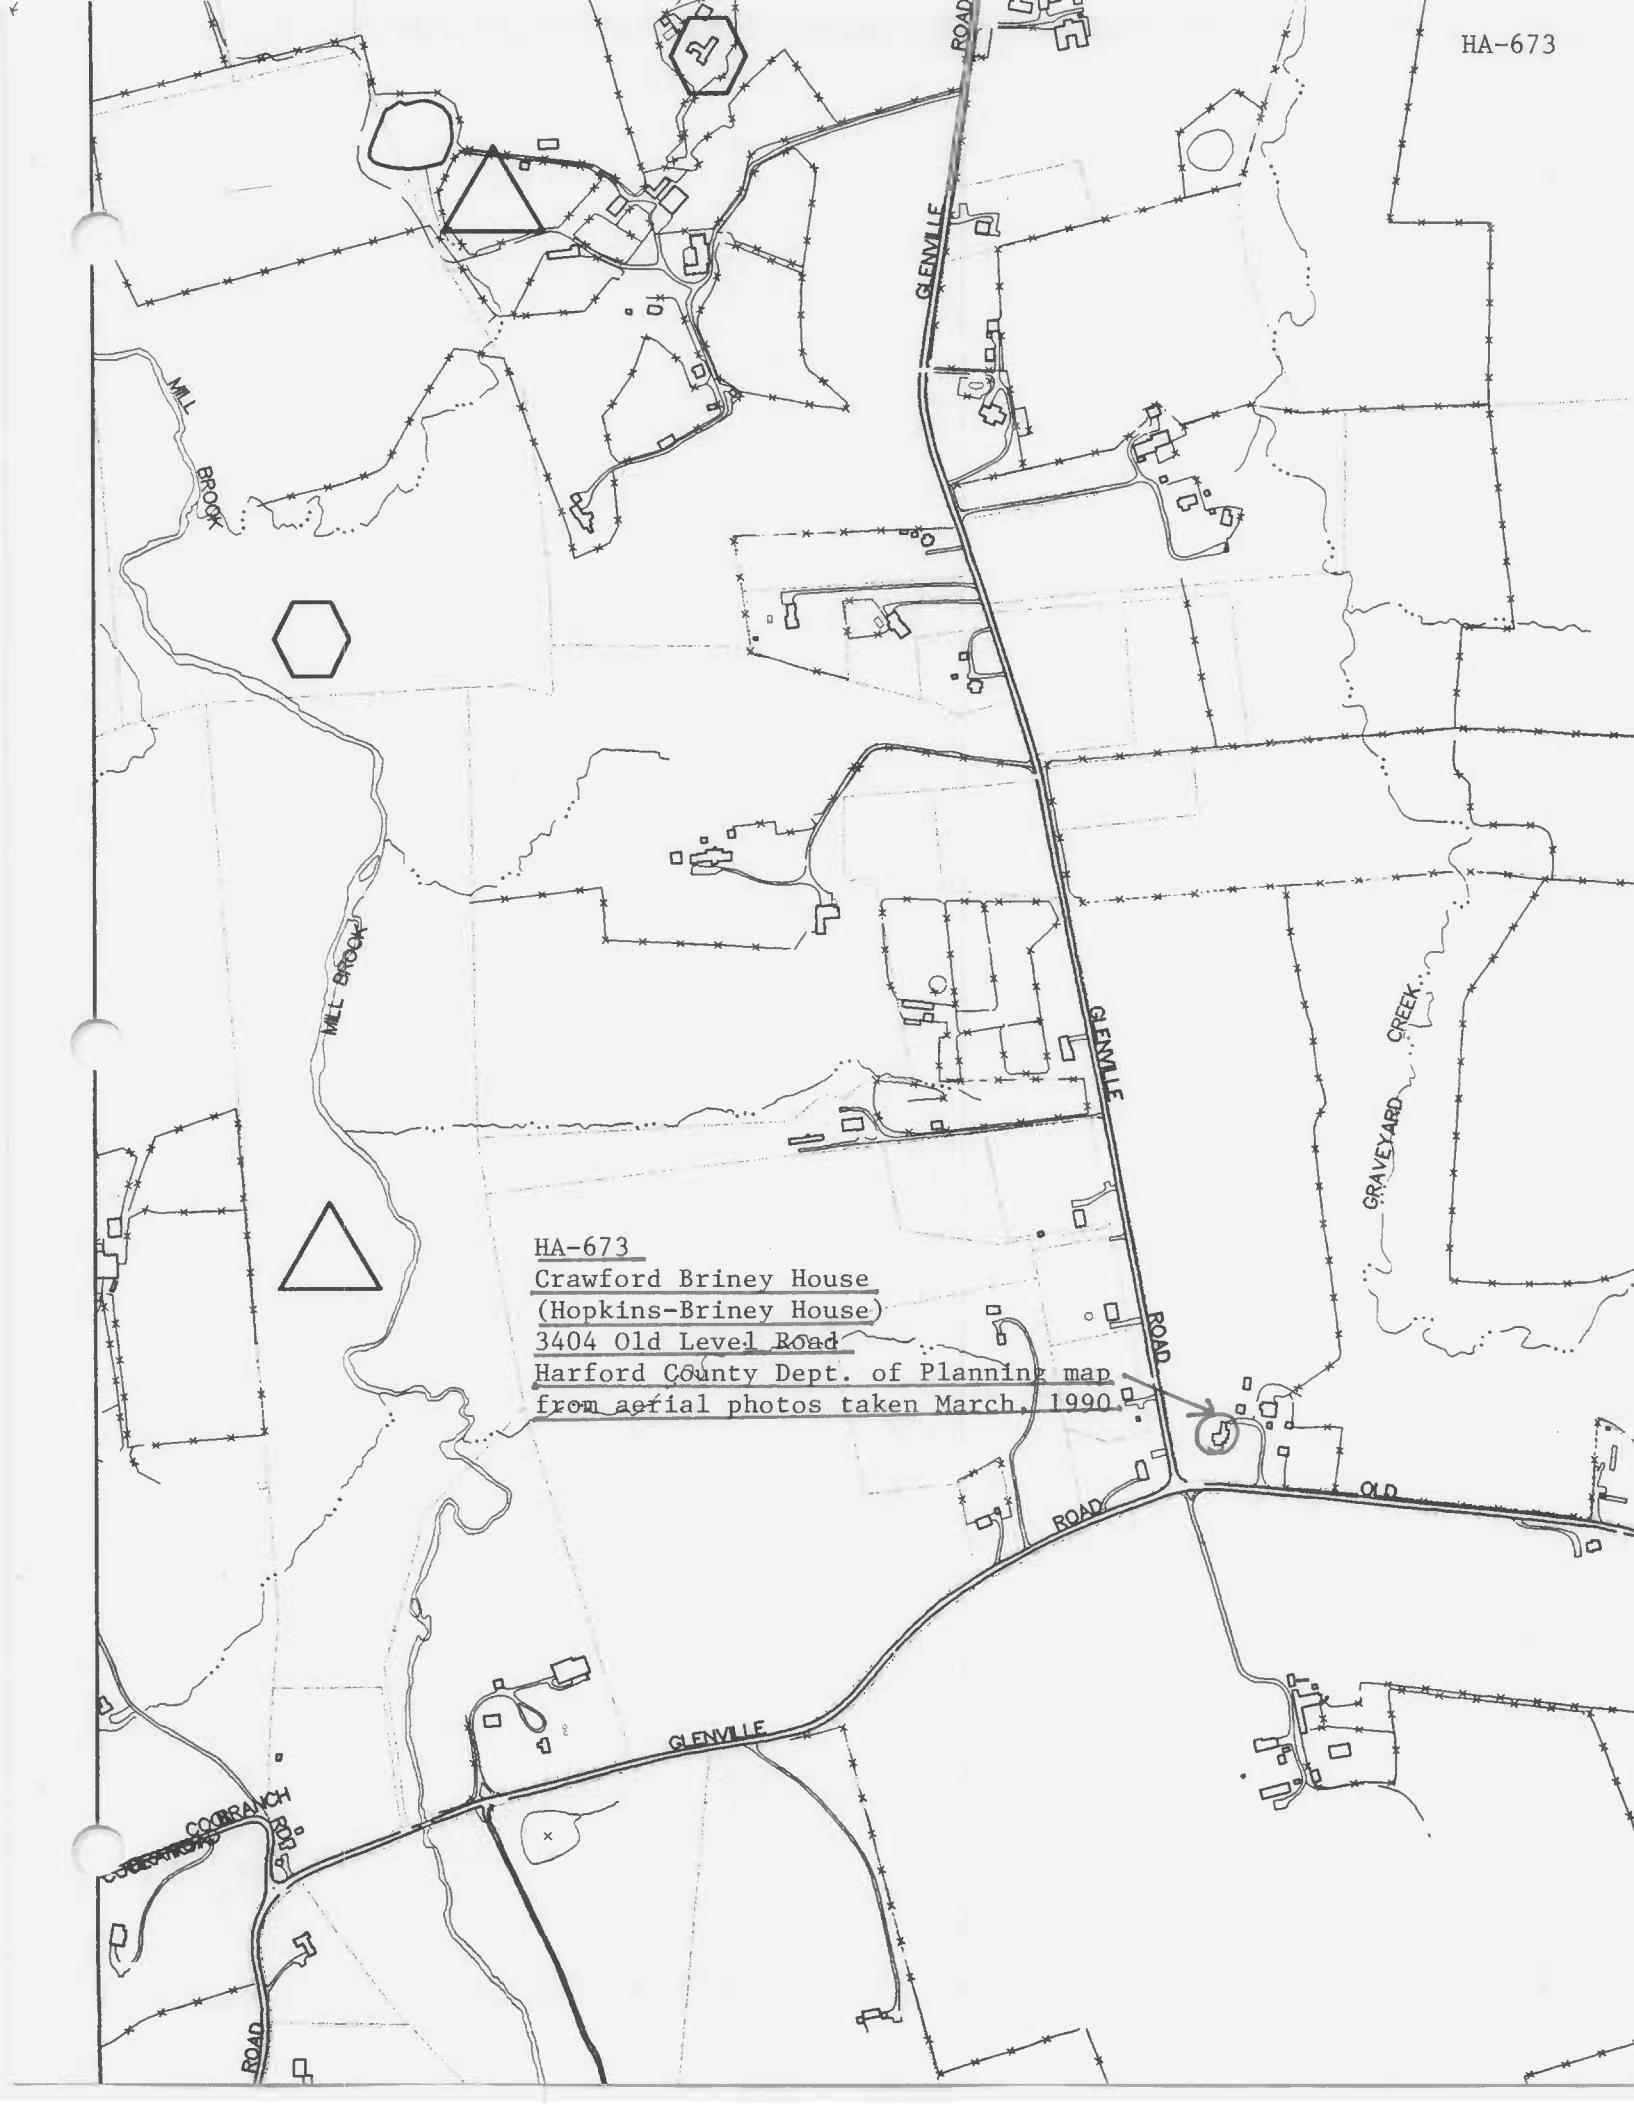 HA-673
ROAD
GLENVILLE
MILL
BROOK
MILL BROOK
GLENVILLE
GRAVEYARD CREEK
HA-673
Crawford Briney House
(Hopkins-Briney House)
3404 Old Level Road
Harford County Dept. of Planning map
from aerial photos taken March, 1990
ROAD
ROAD
OLD
GLENVILLE
RD
ROAD